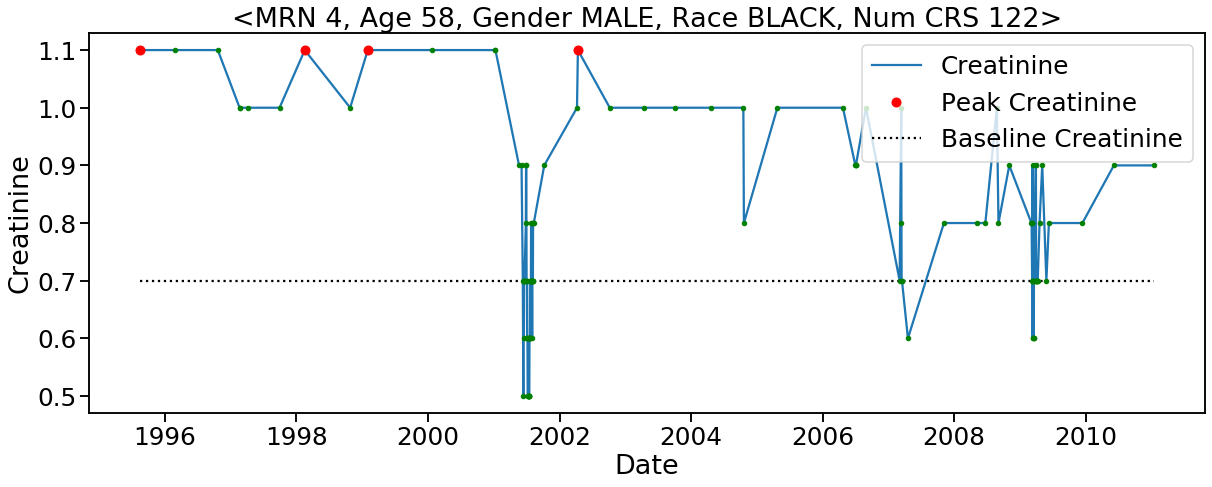 <MRN 4, Age 58, Gender MALE, Race BLACK, Num CRS 122>
Creatinine
1.1
1.0
0.9
0.8
0.7
0.6
0.5
Creatinine
Peak Creatinine
Baseline Creatinine
1996 1998 2000 2002 2004 2006 2008 2010
Date